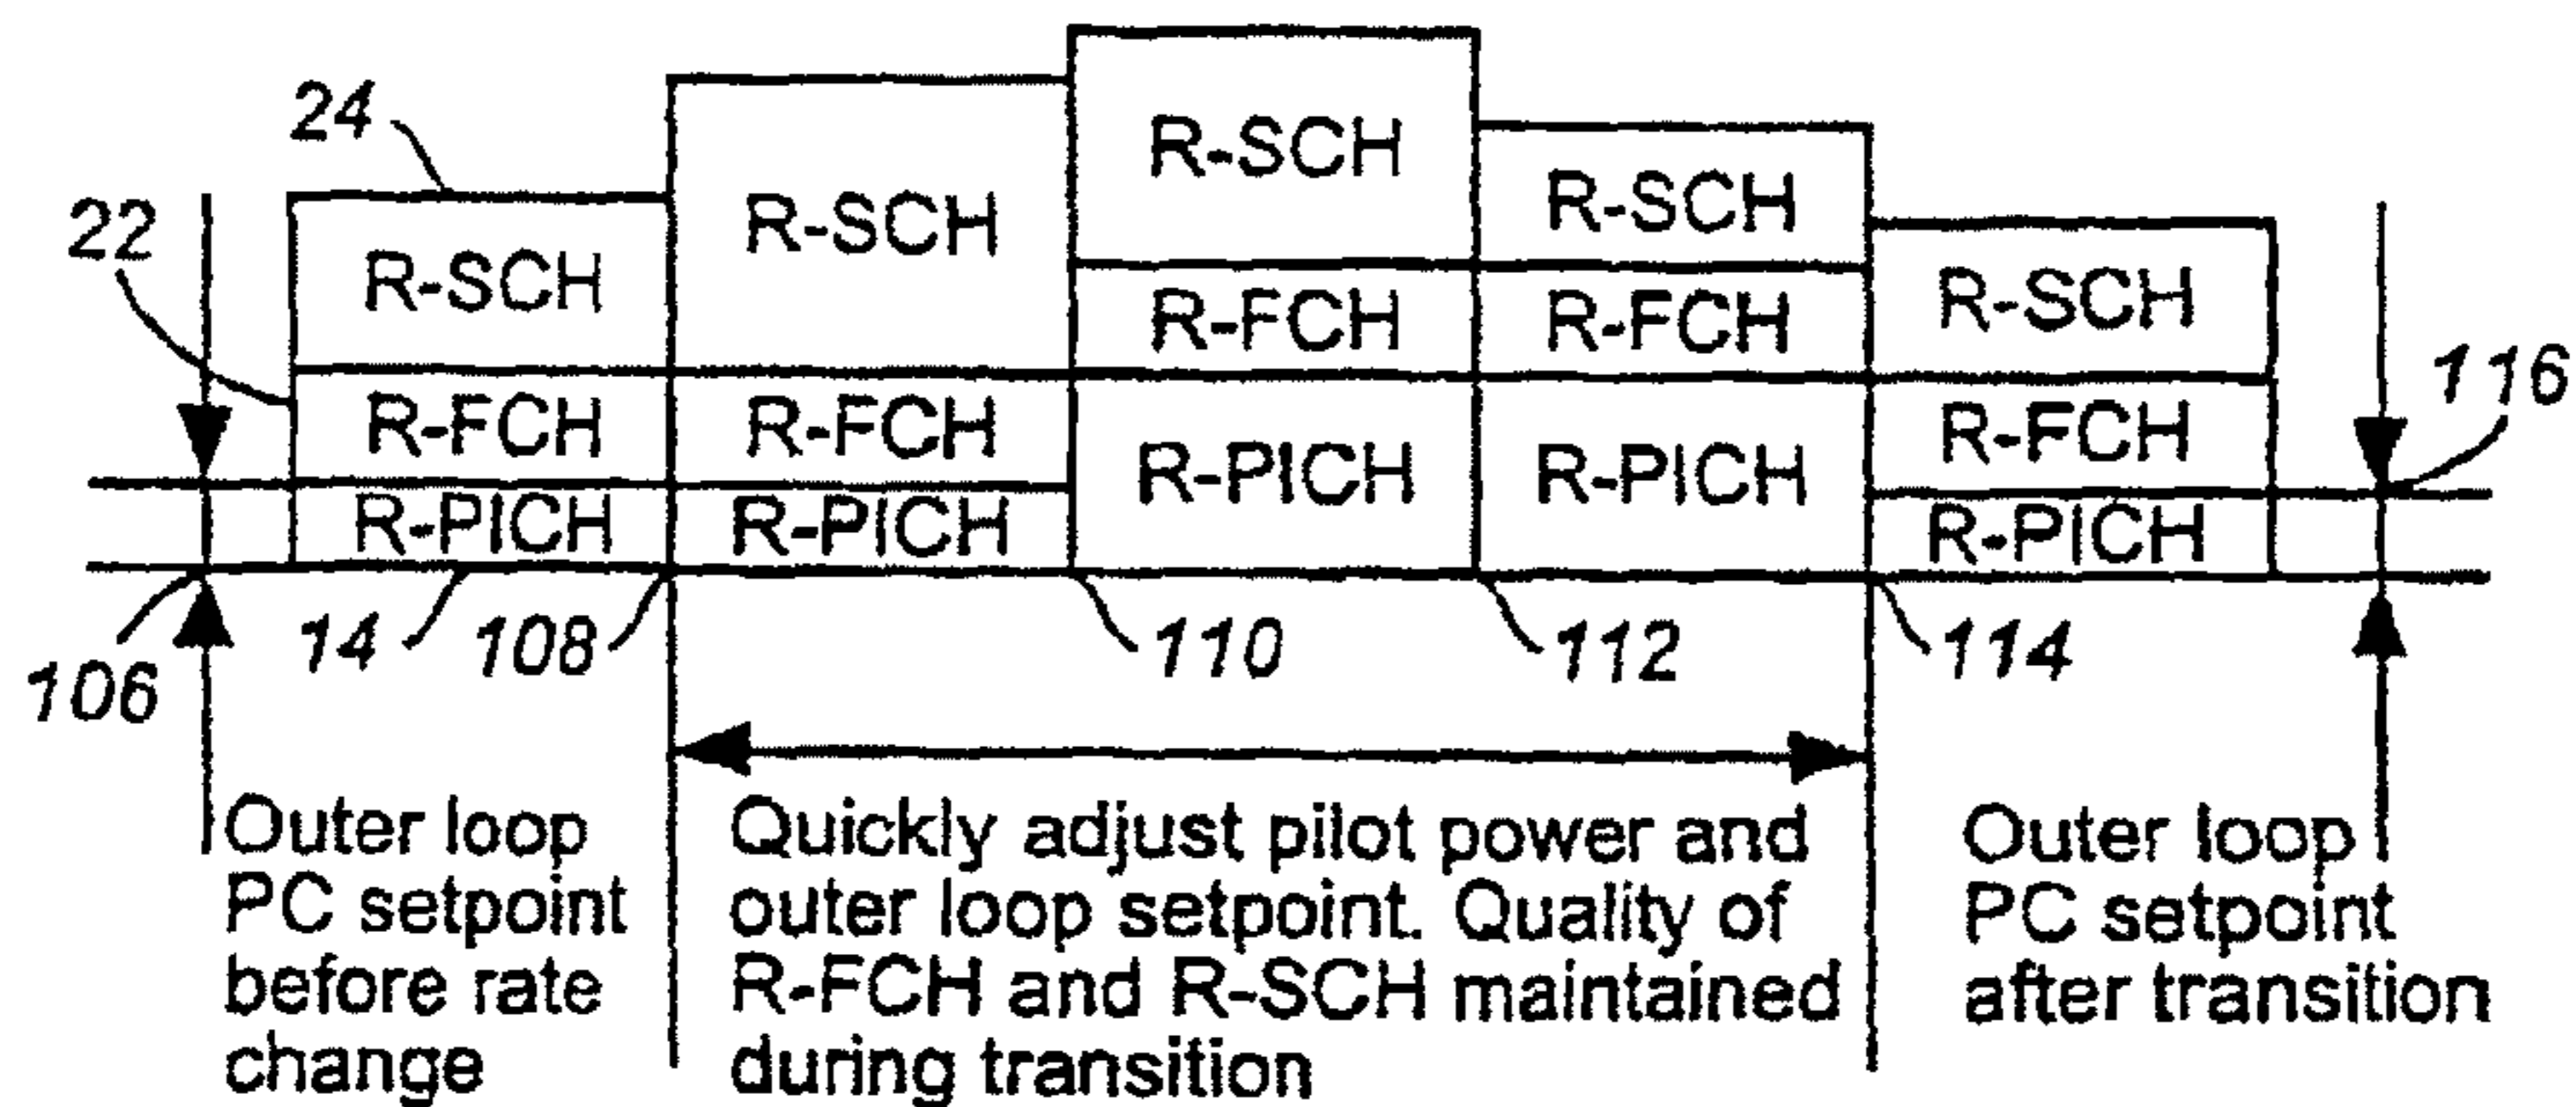 24
22
R-SCH
R-FCH
R-PICH
R-SCH
R-FCH
R-PICH
R-SCH
R-FCH
R-PICH
R-SCH
R-FCH
R-PICH
R-SCH
R-FCH
R-PICH
116
106
14
108
110
112
114
Outer loop
PC setpoint
before rate
change
Quickly adjust pilot power and
outer loop setpoint. Quality of
R-FCH and R-SCH maintained
during transition
Outer loop
PC setpoint
after transition